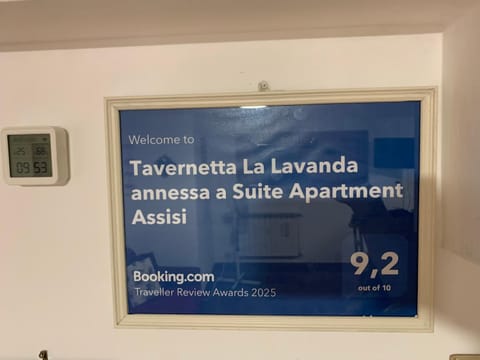 Welcome to
Tavernetta La Lavanda
annessa a Suite Apartment
Assisi
9,2
out of 10
Booking.com
Traveller Review Awards 2025
09 53